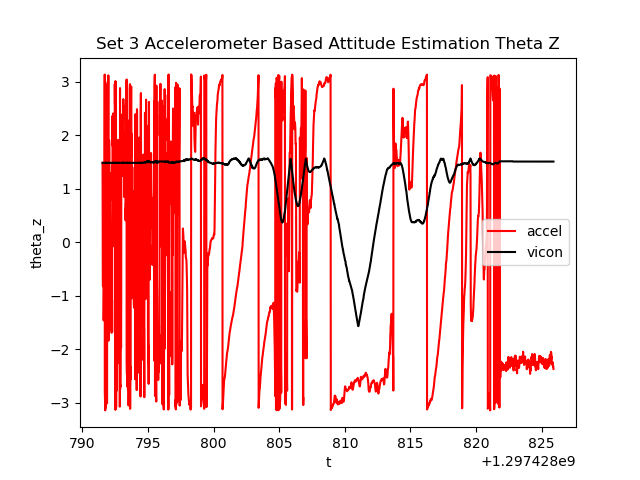 Set 3 Accelerometer Based Attitude Estimation Theta Z
3
2
1
0
−1
−2
−3
theta_z
accel
vicon
790 795 800 805 810 815 820 825
t
+1.297428e9